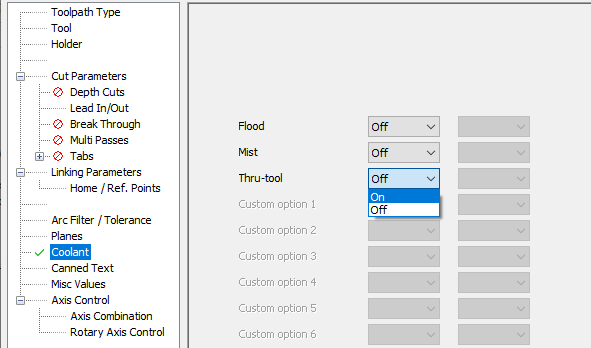 Toolpath Type
Tool
Holder
Cut Parameters
Depth Cuts
Lead In/Out
Break Through
Multi Passes
Tabs
Linking Parameters
Home / Ref. Points
Arc Filter / Tolerance
Planes
Coolant
Canned Text
Misc Values
Axis Control
Axis Combination
Rotary Axis Control
Flood Off
Mist Off
Thru-tool Off
On
Off
Custom option 1
Custom option 2
Custom option 3
Custom option 4
Custom option 5
Custom option 6